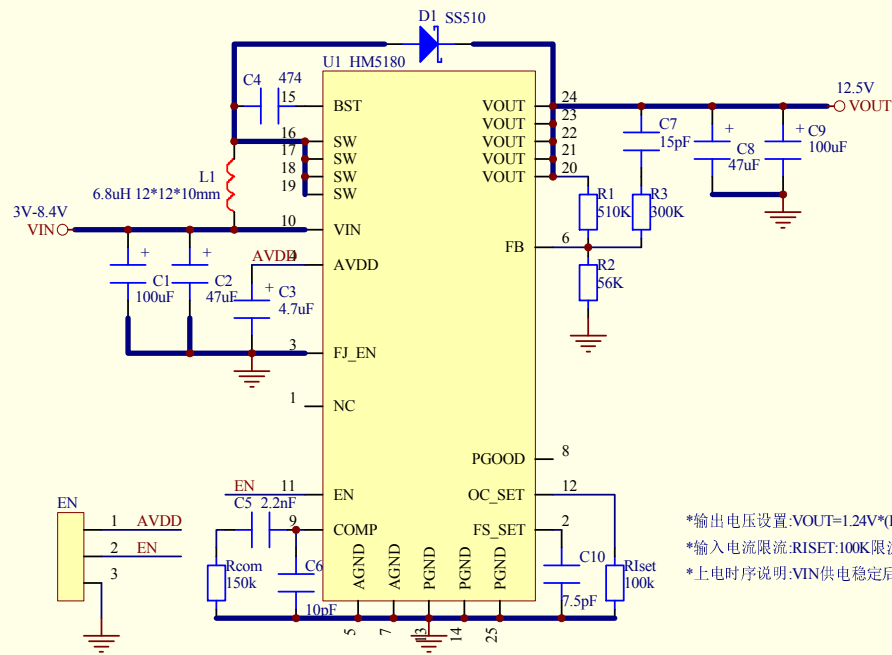 D1 SS510
U1 HM5180
C4 474
15 BST
16 SW
17 SW
18 SW
19 SW
VOUT 24
VOUT 23
VOUT 22
VOUT 21
VOUT 20
12.5V
VOUT
C7
15pF
C8
47uF
C9
100uF
L1
6.8uH 12*12*10mm
R1
510K
R3
300K
3V-8.4V
VIN
10 VIN
FB 6
AVDD
4 AVDD
R2
56K
C1
100uF
C2
47uF
C3
4.7uF
3 FJ_EN
1 NC
PGOOD 8
EN
11 EN
OC_SET 12
C5 2.2nF
9 COMP
FS_SET 2
EN
1 AVDD
2 EN
3
Rcom
150k
C6
10pF
AGND
AGND
PGND
PGND
PGND
5
7
13
14
25
C10
7.5pF
RIset
100k
*输出电压设置:VOUT=1.24V*(
*输入电流限流:RISET:100K限
*上电时序说明:VIN供电稳定后